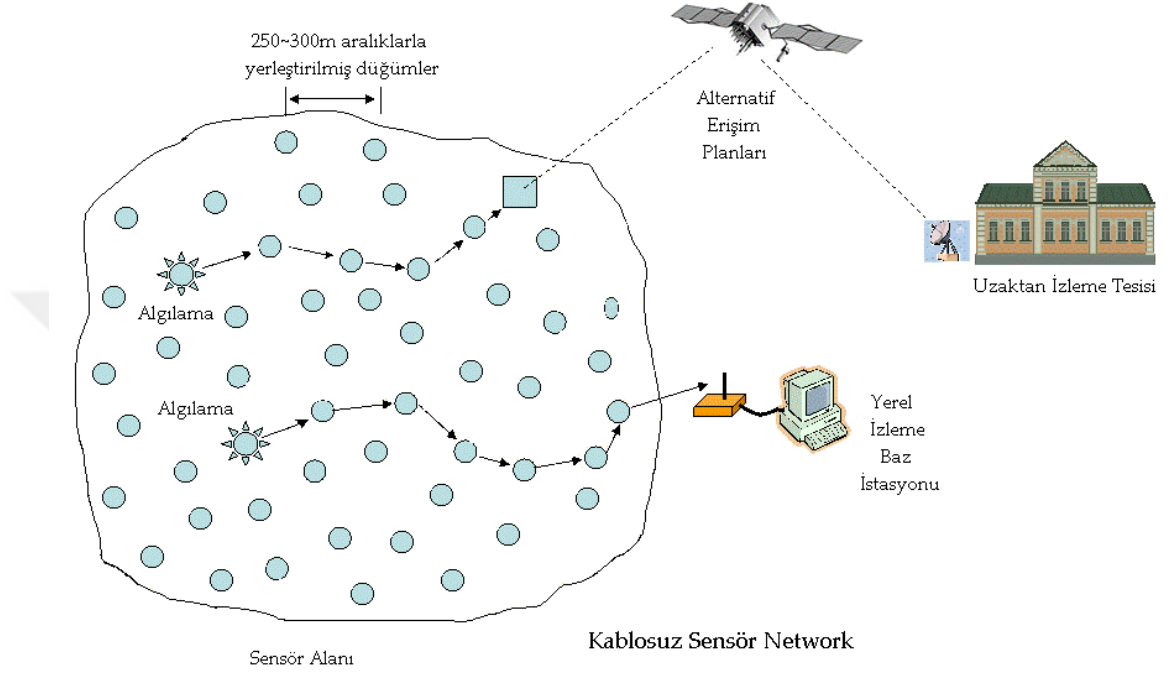 250~300m aralıklarla
yerleştirilmiş düğümler
Alternatif
Erişim
Planları
Uzaktan İzleme Tesisi
Algılama
Algılama
Yerel
İzleme
Baz
İstasyonu
Kablosuz Sensör Network
Sensör Alanı